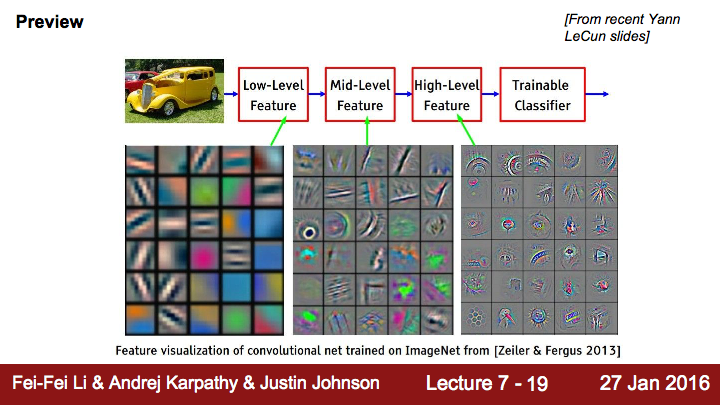 Preview
[From recent Yann
LeCun slides]
Low-Level
Feature
Mid-Level
Feature
High-Level
Feature
Trainable
Classifier
Feature visualization of convolutional net trained on ImageNet from [Zeiler & Fergus 2013]
Fei-Fei Li & Andrej Karpathy & Justin Johnson
Lecture 7 - 19
27 Jan 2016